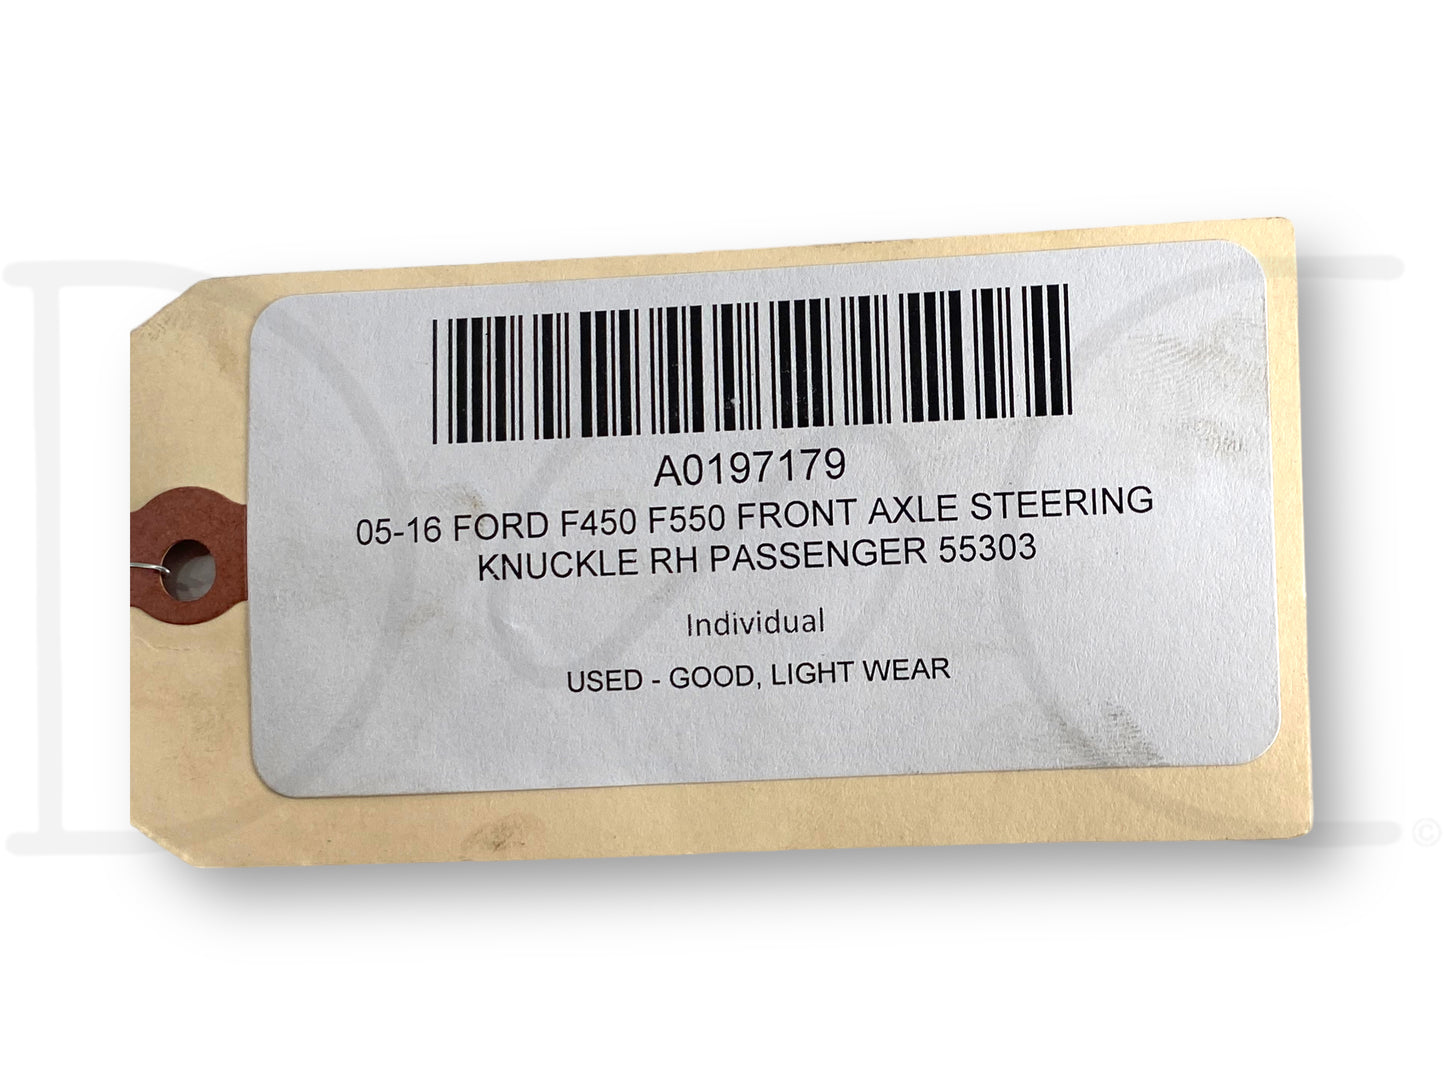 A0197179
05-16 FORD F450 F550 FRONT AXLE STEERING
KNUCKLE RH PASSENGER 55303
Individual
USED - GOOD, LIGHT WEAR
©